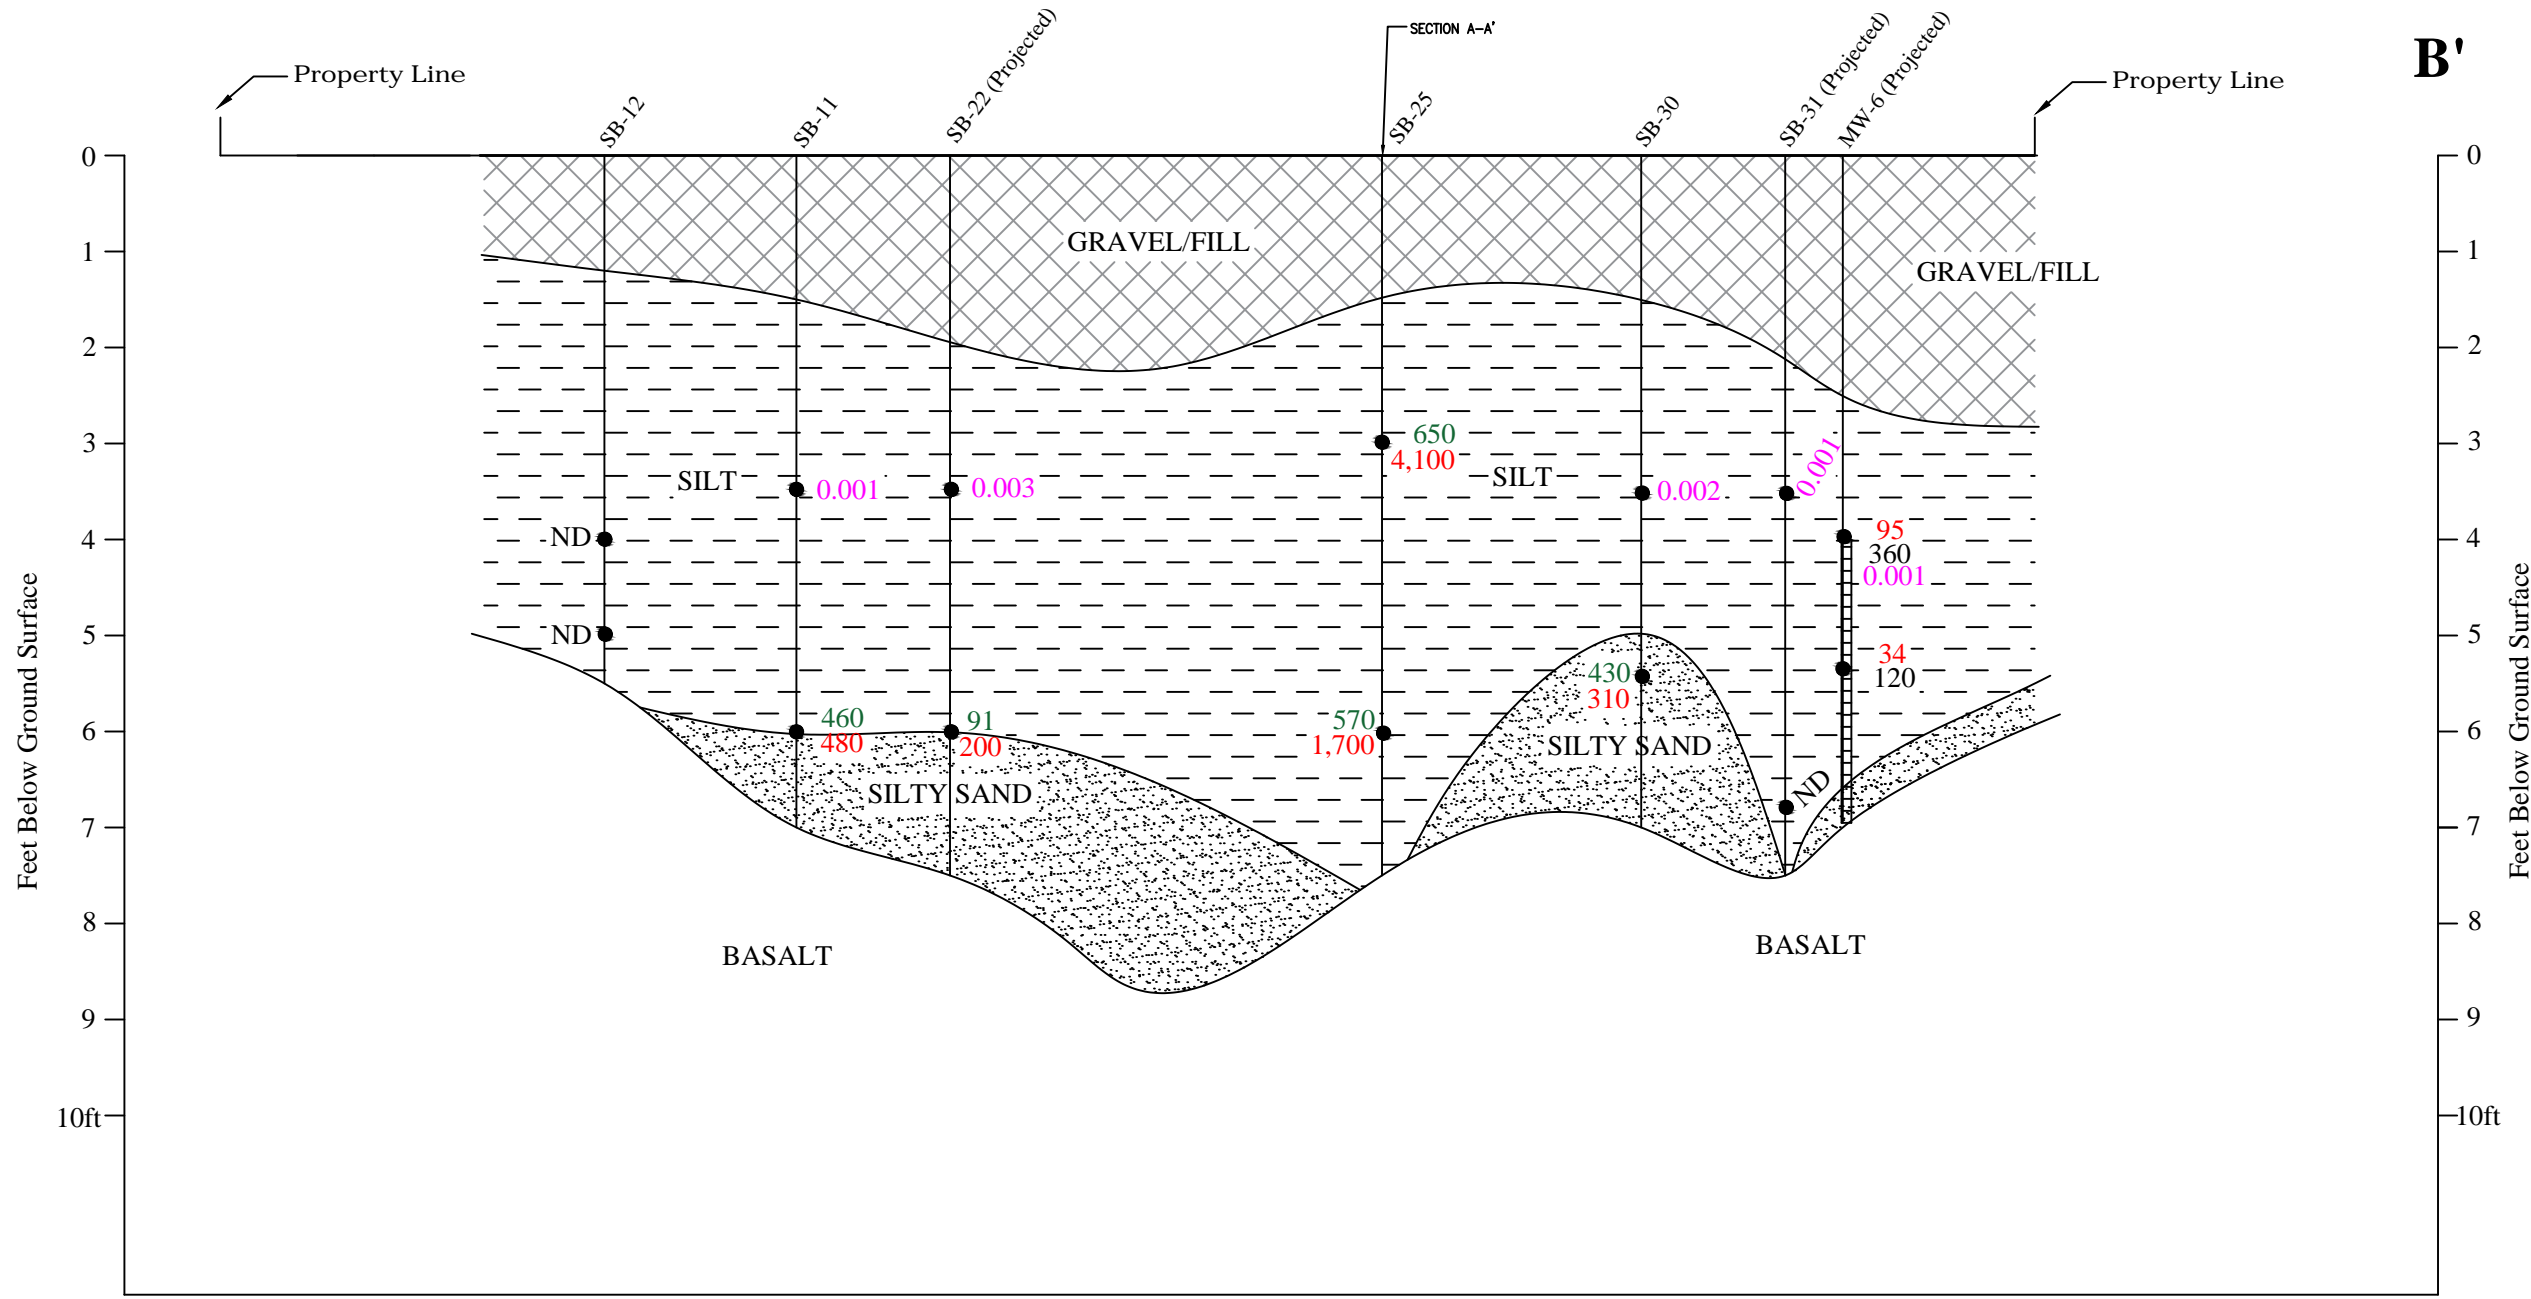 SECTION A-A'
B'
Property Line
Property Line
SB-12
SB-11
SB-22 (Projected)
SB-25
SB-30
SB-31 (Projected)
MW-6 (Projected)
0
1
2
3
4
5
6
7
8
9
10ft
Feet Below Ground Surface
GRAVEL/FILL
GRAVEL/FILL
SILT
SILT
ND
ND
0.001
460
480
0.003
91
200
SILTY SAND
650
4,100
570
1,700
0.002
430
310
SILTY SAND
0.001
ND
95
360
0.001
34
120
BASALT
BASALT
0
1
2
3
4
5
6
7
8
9
10ft
Feet Below Ground Surface